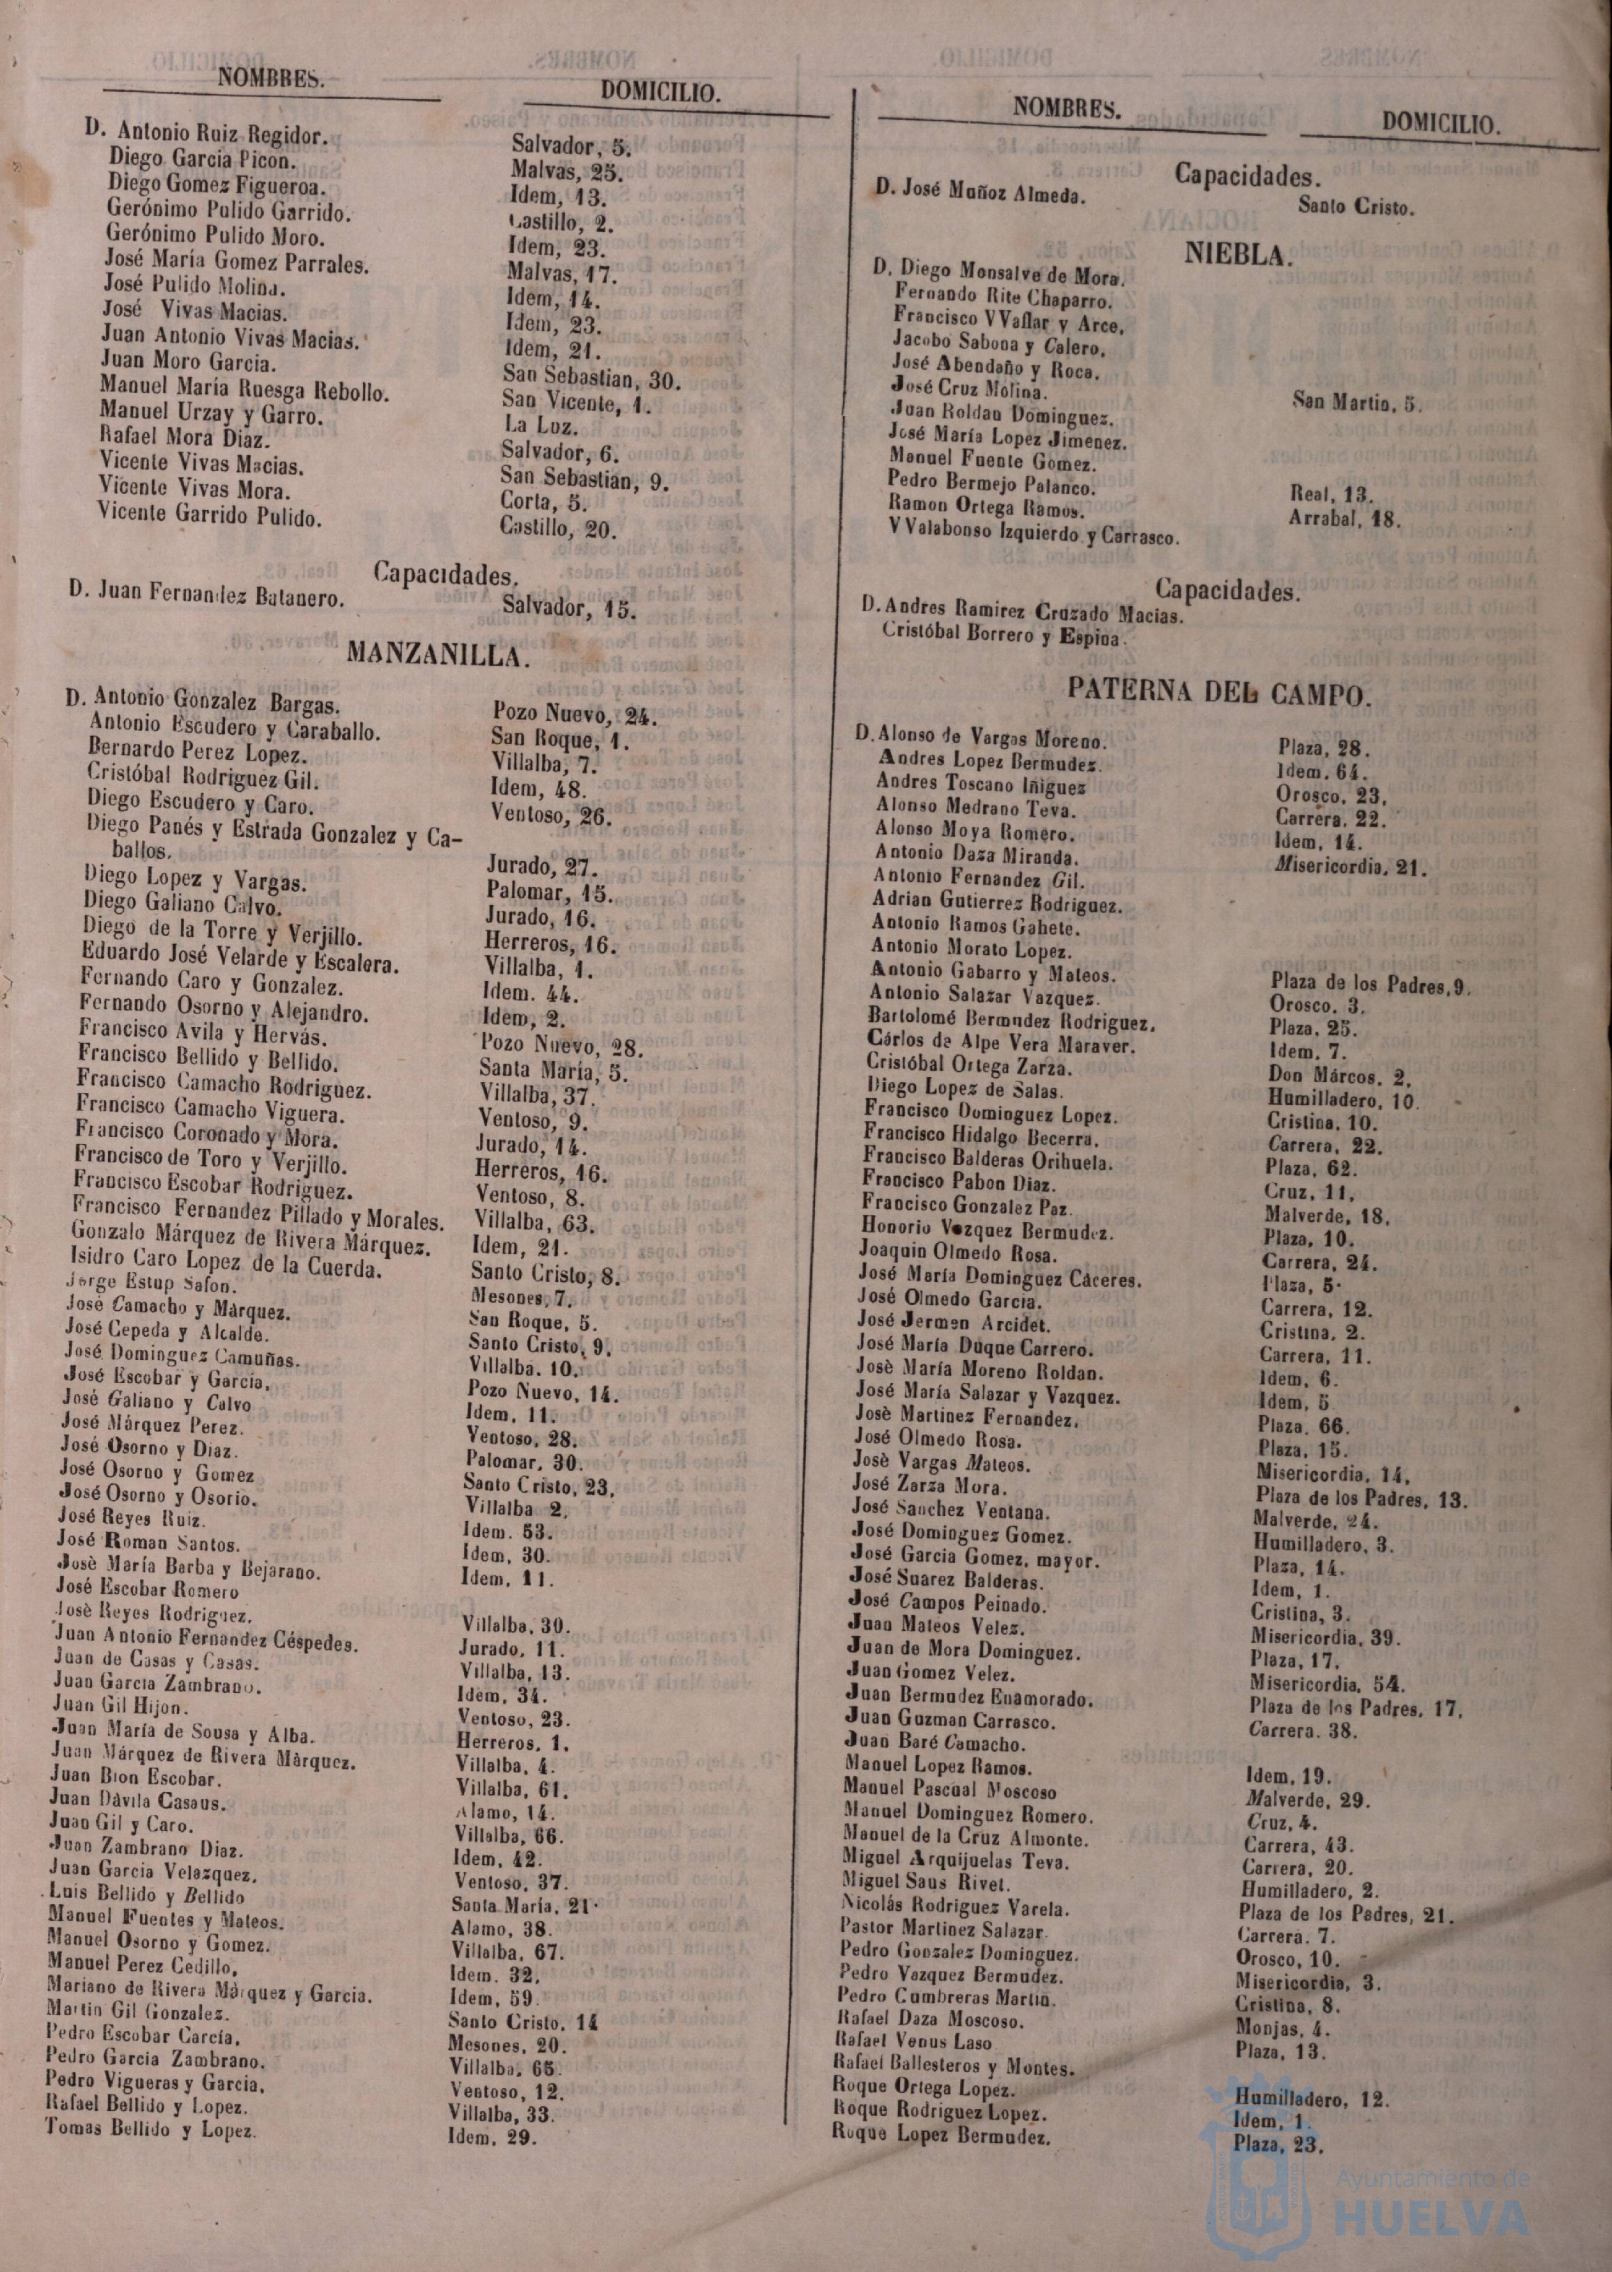 NOMBRES. DOMICILIO.
D. Antonio Ruiz Regidor. Salvador, 5.
Diego Garcia Picon. Malvas, 25.
Diego Gomez Figueroa. Idem, 13.
Gerónimo Pulido Garrido. Castillo, 2.
Gerónimo Pulido Moro. Idem, 23.
José María Gomez Parrales. Malvas, 17.
José Pulido Molina. Idem, 14.
José Vivas Macias. Idem, 23.
Juan Antonio Vivas Macias. Idem, 21.
Juan Moro Garcia. San Sebastian, 30.
Manuel María Ruesga Rebollo. San Vicente, 1.
Manuel Urzay y Garro. La Luz.
Rafael Mora Diaz. Salvador, 6.
Vicente Vivas Macias. San Sebastian, 9.
Vicente Vivas Mora. Corta, 5.
Vicente Garrido Pulido. Castillo, 20.
Capacidades.
D. Juan Fernandez Batanero. Salvador, 15.
MANZANILLA.
D. Antonio Gonzalez Bargas. Pozo Nuevo, 24.
Antonio Escudero y Caraballo. San Roque, 1.
Bernardo Perez Lopez. Villalba, 7.
Cristóbal Rodriguez Gil. Idem, 48.
Diego Escudero y Caro. Ventoso, 26.
Diego Panés y Estrada Gonzalez y Ca-
ballos. Jurado, 27.
Diego Lopez y Vargas. Palomar, 15.
Diego Galiano Calvo. Jurado, 16.
Diego de la Torre y Verjillo. Herreros, 16.
Eduardo José Velarde y Escalera. Villalba, 1.
Fernando Caro y Gonzalez. Idem. 44.
Fernando Osorno y Alejandro. Idem, 2.
Francisco Avila y Hervás. Pozo Nuevo, 28.
Francisco Bellido y Bellido. Santa María, 5.
Francisco Camacho Rodriguez. Villalba, 37.
Francisco Camacho Viguera. Ventoso, 9.
Francisco Coronado y Mora. Jurado, 14.
Francisco de Toro y Verjillo. Herreros, 16.
Francisco Escobar Rodriguez. Ventoso, 8.
Francisco Fernandez Pillado y Morales. Villalba, 63.
Gonzalo Márquez de Rivera Márquez. Idem, 21.
Isidro Caro Lopez de la Cuerda. Santo Cristo, 8.
Jorge Estup Safon. Mesones, 7.
Josè Camacho y Márquez. San Roque, 5.
José Cepeda y Alcalde. Santo Cristo, 9.
José Dominguez Camuñas. Villalba. 10.
José Escobar y Garcia. Pozo Nuevo, 14.
José Galiano y Calvo Idem, 11.
José Márquez Perez. Ventoso, 28.
José Osorno y Diaz. Palomar, 30.
José Osorno y Gomez Santo Cristo, 23.
José Osorno y Osorio. Villalba 2.
José Reyes Ruiz. Idem. 53.
José Roman Santos. Idem, 30.
Josè María Barba y Bejarano. Idem, 11.
José Escobar Romero
Josè Reyes Rodriguez. Villalba, 30.
Juan Antonio Fernandez Céspedes. Jurado, 11.
Juan de Casas y Casas. Villalba, 13.
Juan Garcia Zambrano. Idem, 34.
Juan Gil Hijon. Ventoso, 23.
Juan María de Sousa y Alba. Herreros, 1.
Juan Márquez de Rivera Márquez. Villalba, 4.
Juan Bion Escobar. Villalba, 61.
Juan Dávila Casaus. Alamo, 14.
Juan Gil y Caro. Villalba, 66.
Juan Zambrano Diaz. Idem, 42.
Juan Garcia Velazquez. Ventoso, 37.
Luis Bellido y Bellido Santa María, 21.
Manuel Fuentes y Mateos. Alamo, 38.
Manuel Osorno y Gomez. Villalba, 67.
Manuel Perez Cedillo. Idem. 32.
Mariano de Rivera Márquez y Garcia. Idem, 59.
Martin Gil Gonzales. Santo Cristo, 14
Pedro Escobar García. Mesones, 20.
Pedro Garcia Zambrano. Villalba, 65.
Pedro Vigueras y Garcia. Ventoso, 12.
Rafael Bellido y Lopez. Villalba, 33.
Tomas Bellido y Lopez. Idem, 29.
NOMBRES. DOMICILIO.
Capacidades.
D. José Muñoz Almeda. Santo Cristo.
NIEBLA.
D. Diego Monsalve de Mora.
Fernando Rite Chaparro.
Francisco VVaflar y Arce.
Jacobo Sabona y Calero.
José Abendaño y Roca.
José Cruz Molina. San Martin, 5.
Juan Roldan Dominguez.
José María Lopez Jimenez.
Manuel Fuente Gomez.
Pedro Bermejo Palanco. Real, 13.
Ramon Ortega Ramos. Arrabal, 18.
VValabonso Izquierdo y Carrasco.
Capacidades.
D. Andres Ramirez Cruzado Macias.
Cristóbal Borrero y Espina.
PATERNA DEL CAMPO.
D. Alonso de Vargas Moreno. Plaza, 28.
Andres Lopez Bermudez. Idem. 64.
Andres Toscano Iñiguez Orosco, 23.
Alonso Medrano Teva. Carrera, 22.
Alonso Moya Romero. Idem, 14.
Antonio Daza Miranda. Misericordia, 21.
Antonio Fernandez Gil.
Adrian Gutierrez Rodriguez.
Antonio Ramos Gahete.
Antonio Morato Lopez.
Antonio Gabarro y Mateos. Plaza de los Padres, 9.
Antonio Salazar Vazquez. Orosco, 3.
Bartolomé Bermudez Rodriguez. Plaza, 25.
Cárlos de Alpe Vera Maraver. Idem. 7.
Cristóbal Ortega Zarza. Don Márcos, 2.
Diego Lopez de Salas. Humilladero, 10.
Francisco Dominguez Lopez. Cristina, 10.
Francisco Hidalgo Becerra. Carrera, 22.
Francisco Balderas Orihuela. Plaza, 62.
Francisco Pabon Diaz. Cruz, 11.
Francisco Gonzalez Paz. Malverde, 18.
Honorio Vazquez Bermudez. Plaza, 10.
Joaquin Olmedo Rosa. Carrera, 24.
José María Dominguez Cáceres. Plaza, 5.
José Olmedo Garcia. Carrera, 12.
José Jermen Arcidet. Cristina, 2.
José María Duque Carrero. Carrera, 11.
Josè María Moreno Roldan. Idem, 6.
José María Salazar y Vazquez. Idem, 5
Josè Martinez Fernandez. Plaza, 66.
José Olmedo Rosa. Plaza, 15.
Josè Vargas Mateos. Misericordia, 14.
José Zarza Mora. Plaza de los Padres, 13.
José Sanchez Ventana. Malverde, 24.
José Dominguez Gomez. Humilladero, 3.
José Garcia Gomez, mayor. Plaza, 14.
José Suarez Balderas. Idem, 1.
José Campos Peinado. Cristina, 3.
Juan Mateos Velez. Misericordia, 39.
Juan de Mora Dominguez. Plaza, 17.
Juan Gomez Velez. Misericordia, 54.
Juan Bermudez Enamorado. Plaza de los Padres, 17.
Juan Guzman Carrasco. Carrera. 38.
Juan Baré Camacho.
Manuel Lopez Ramos. Idem, 19.
Manuel Pascual Moscoso Malverde, 29.
Manuel Dominguez Romero. Cruz, 4.
Manuel de la Cruz Almonte. Carrera, 43.
Miguel Arquijuelas Teva. Carrera, 20.
Miguel Saus Rivet. Humilladero, 2.
Nicolás Rodriguez Varela. Plaza de los Padres, 21.
Pastor Martinez Salazar. Carrera. 7.
Pedro Gonzalez Dominguez. Orosco, 10.
Pedro Vazquez Bermudez. Misericordia, 3.
Pedro Cumbreras Martin. Cristina, 8.
Rafael Daza Moscoso. Monjas, 4.
Rafael Venus Laso Plaza, 13.
Rafael Ballesteros y Montes.
Roque Ortega Lopez. Humilladero, 12.
Roque Rodriguez Lopez. Idem, 1.
Roque Lopez Bermudez. Plaza, 23.
Ayuntamiento de
HUELVA